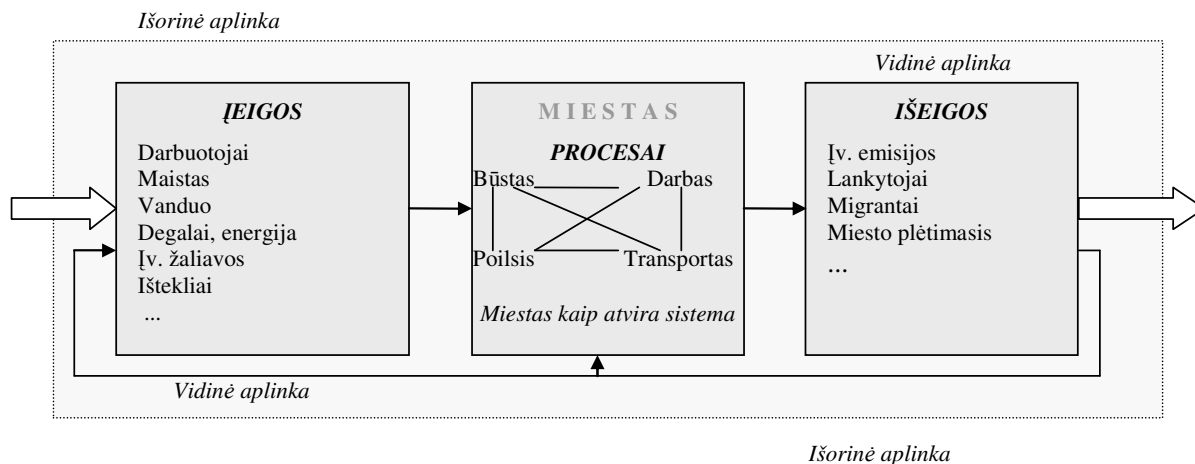 Išorinė aplinka
Vidinė aplinka
ĮEIGOS
Darbuotojai
Maistas
Vanduo
Degalai, energija
Įv. žaliavos
Ištekliai
...
MIESTAS
PROCESAI
Būstas Darbas
Poilsis Transportas
Miestas kaip atvira sistema
IŠEIGOS
Įv. emisijos
Lankytojai
Migrantai
Miesto plėtimasis
...
Vidinė aplinka
Išorinė aplinka